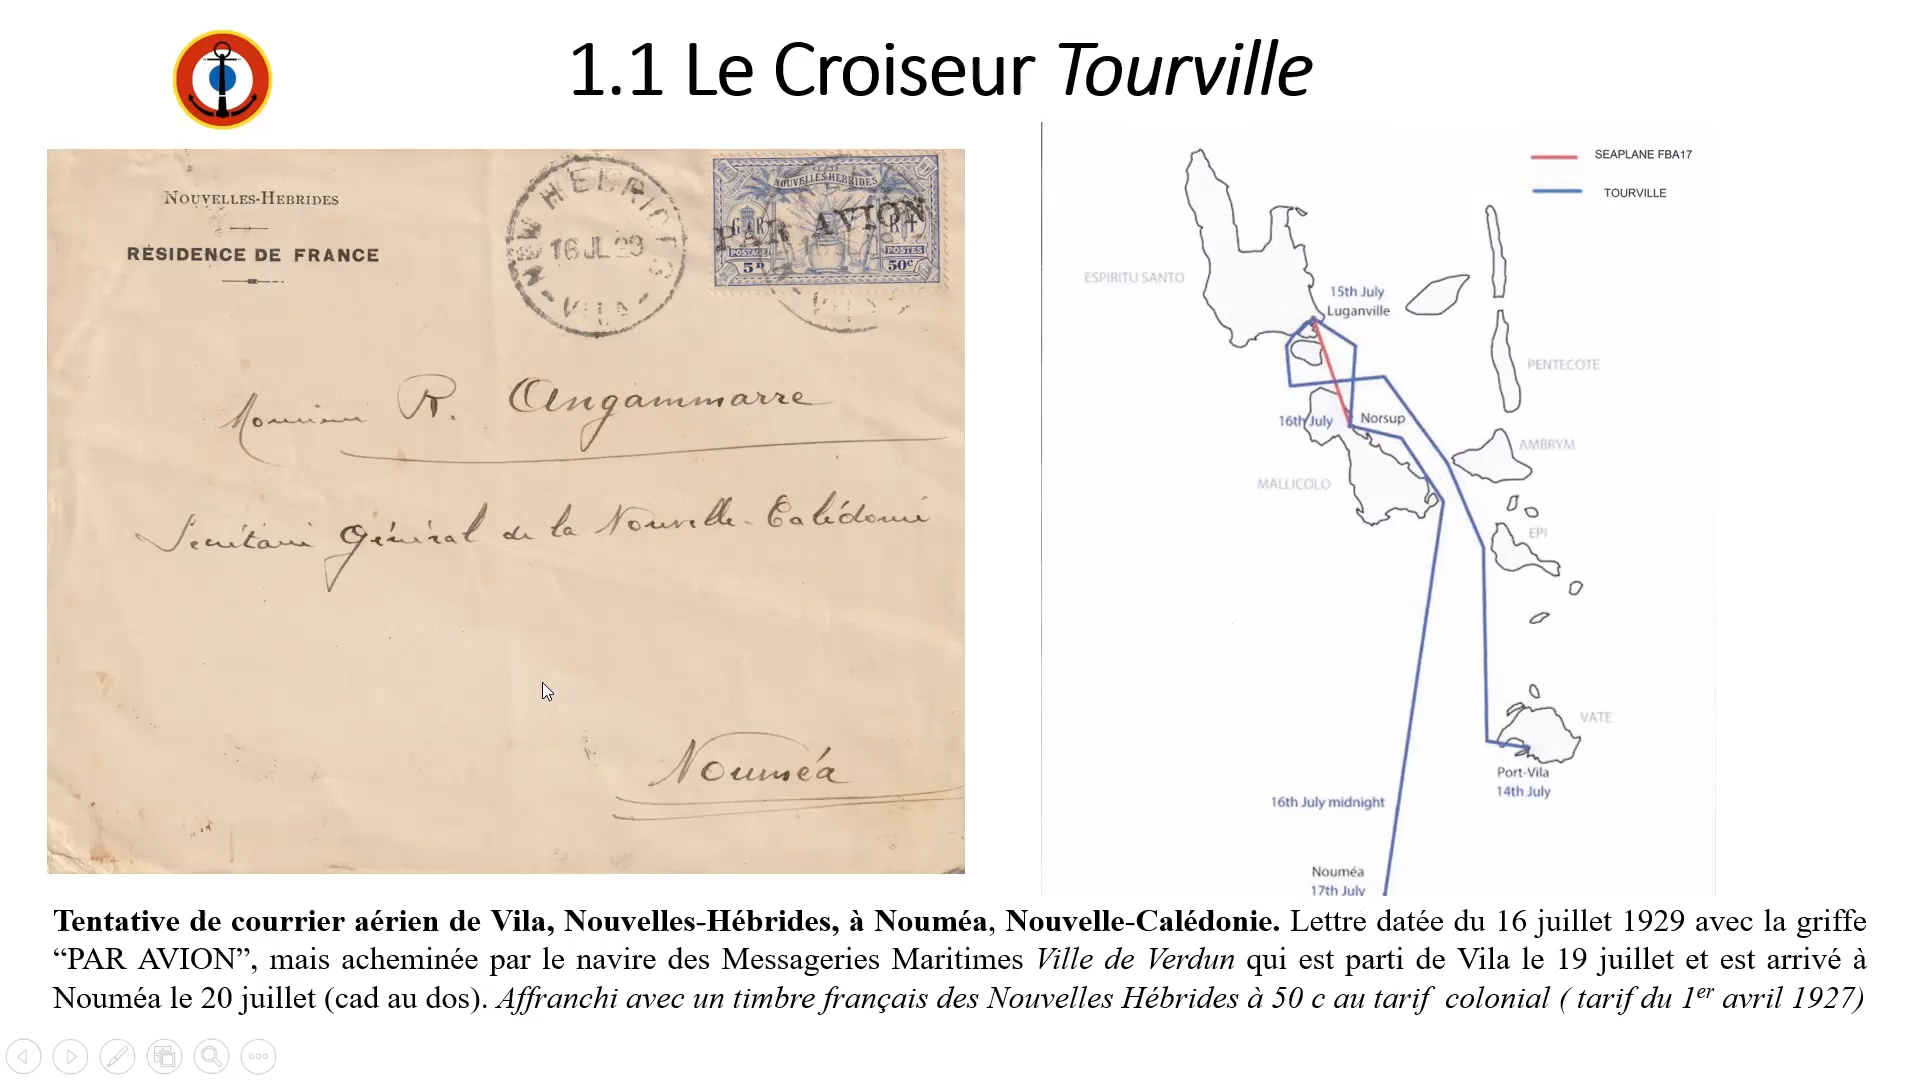 1.1 Le Croiseur Tourville
NOUVELLES-HEBRIDES
RÉSIDENCE DE FRANCE
NEW HEBRIDES
16 JL 29
VILA
NOUVELLES HEBRIDES
PAR AVION
POSTAGE
5D
POSTES
50c
Monsieur R. Angammarre
Secrétaire Général de la Nouvelle-Calédonie
Nouméa
SEAPLANE FBA17
TOURVILLE
ESPIRITU SANTO
15th July
Luganville
PENTECOTE
16th July
Norsup
AMBRYM
MALLICOLO
EPI
VATE
Port-Vila
14th July
16th July midnight
Nouméa
17th July
Tentative de courrier aérien de Vila, Nouvelles-Hébrides, à Nouméa, Nouvelle-Calédonie. Lettre datée du 16 juillet 1929 avec la griffe
“PAR AVION”, mais acheminée par le navire des Messageries Maritimes Ville de Verdun qui est parti de Vila le 19 juillet et est arrivé à
Nouméa le 20 juillet (cad au dos). Affranchi avec un timbre français des Nouvelles Hébrides à 50 c au tarif colonial ( tarif du 1er avril 1927)